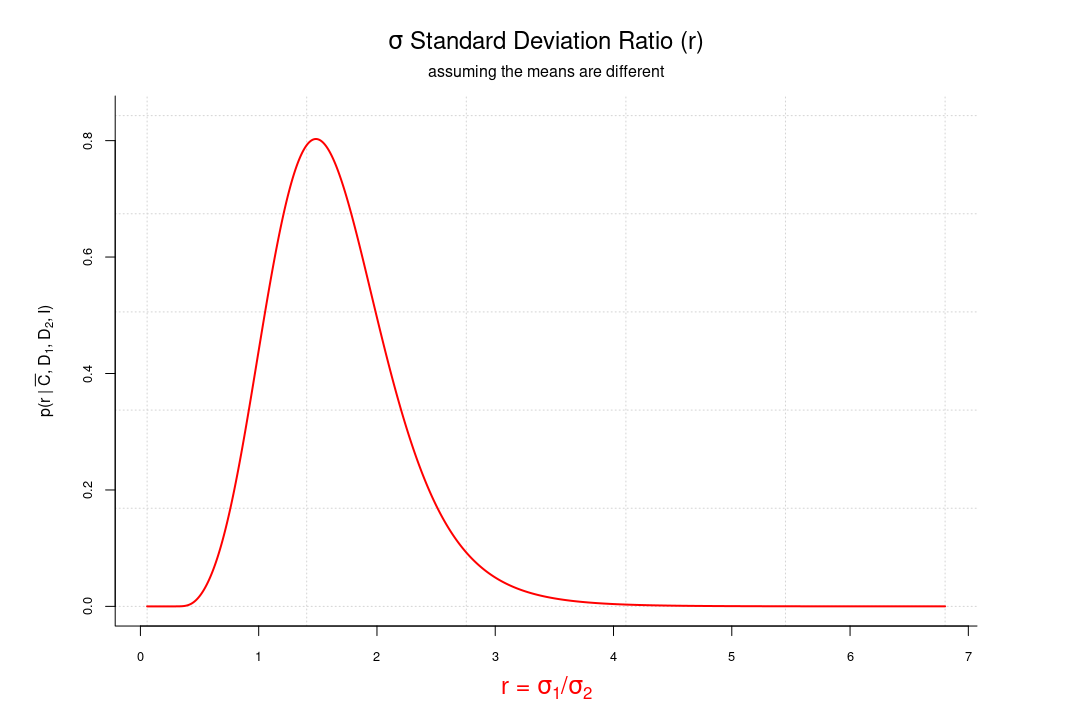 σ Standard Deviation Ratio (r)
assuming the means are different
p(r | C̅, D₁, D₂, I)
0.8
0.6
0.4
0.2
0.0
0 1 2 3 4 5 6 7
r = σ₁/σ₂